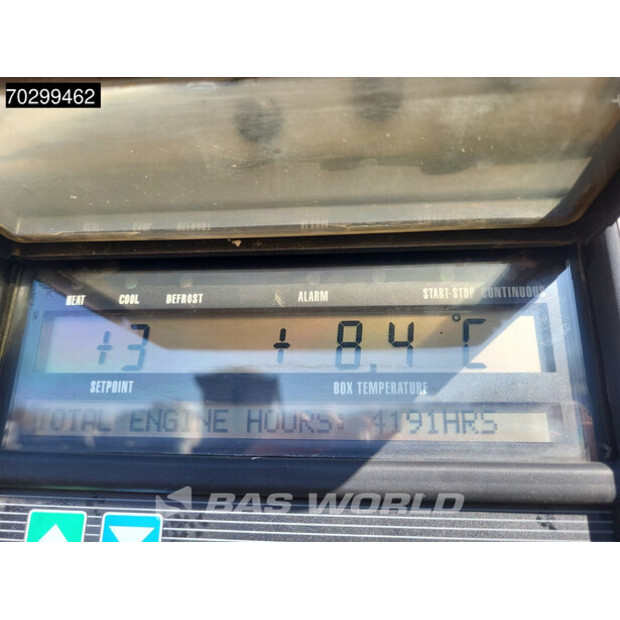 70299462
HEAT COOL DEFROST ALARM START-STOP CONTINUOUS
+3 + 8,4 °C
SETPOINT BOX TEMPERATURE
TOTAL ENGINE HOURS: 4191HRS
BAS WORLD